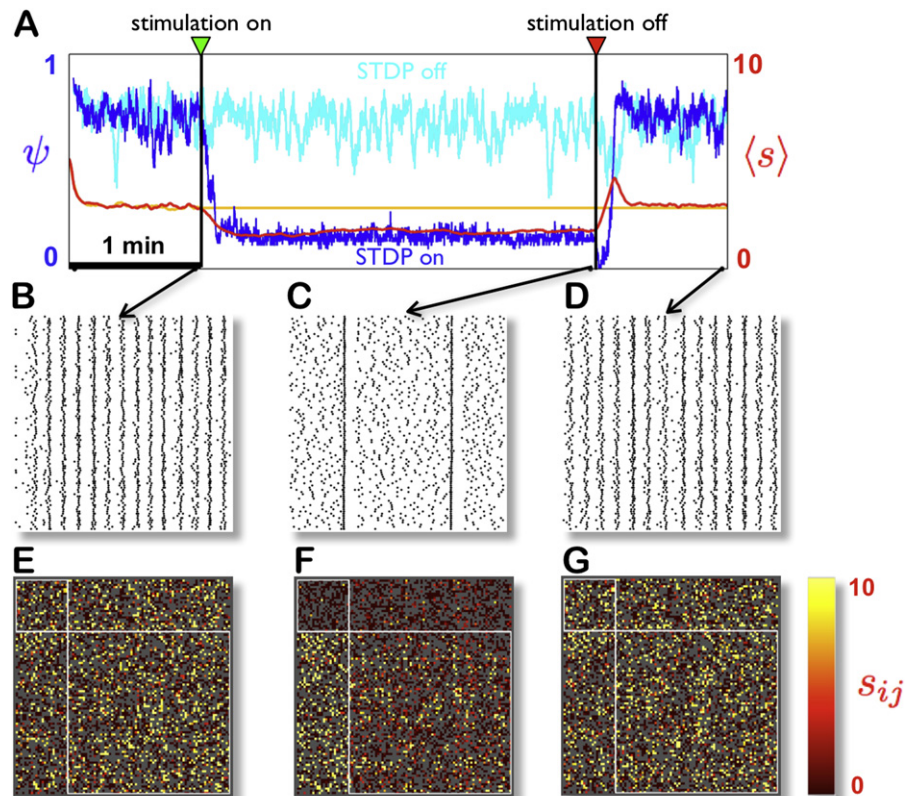 A
stimulation on
stimulation off
1
10
STDP off
ψ
⟨s⟩
1 min
0
STDP on
0
B
C
D
E
F
G
10
s_ij
0